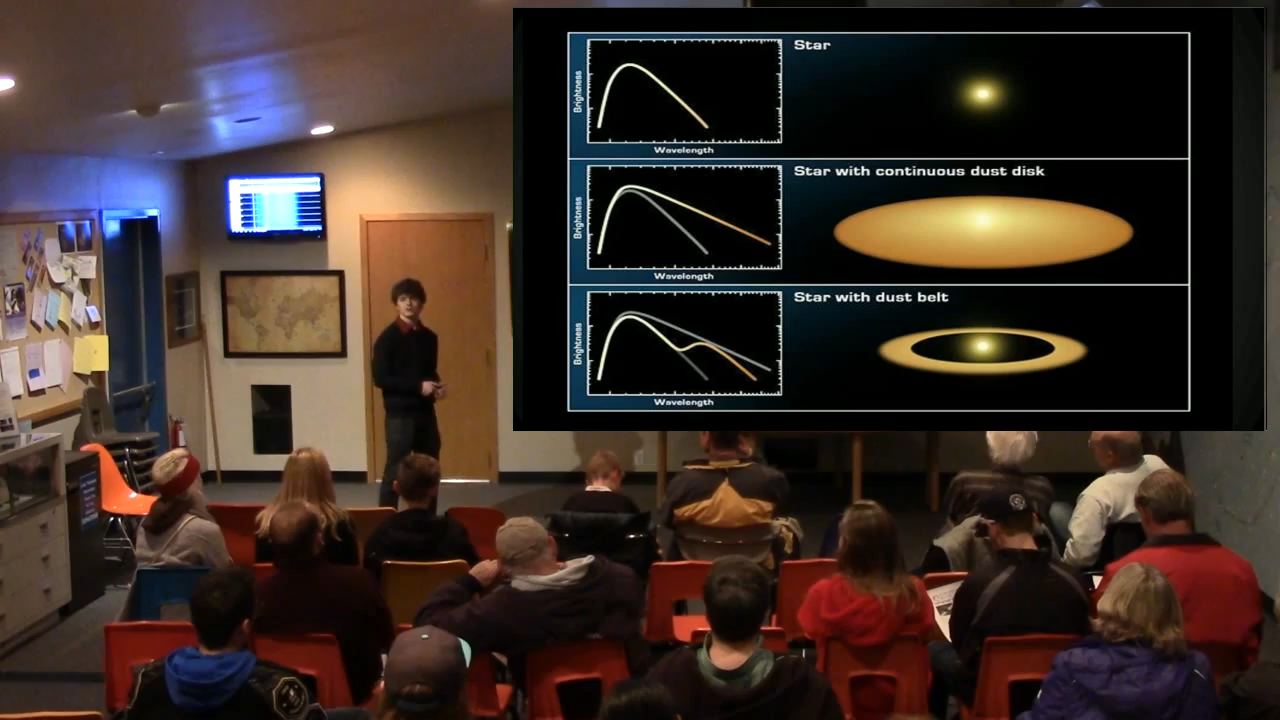 Star
Brightness
Wavelength
Star with continuous dust disk
Brightness
Wavelength
Star with dust belt
Brightness
Wavelength